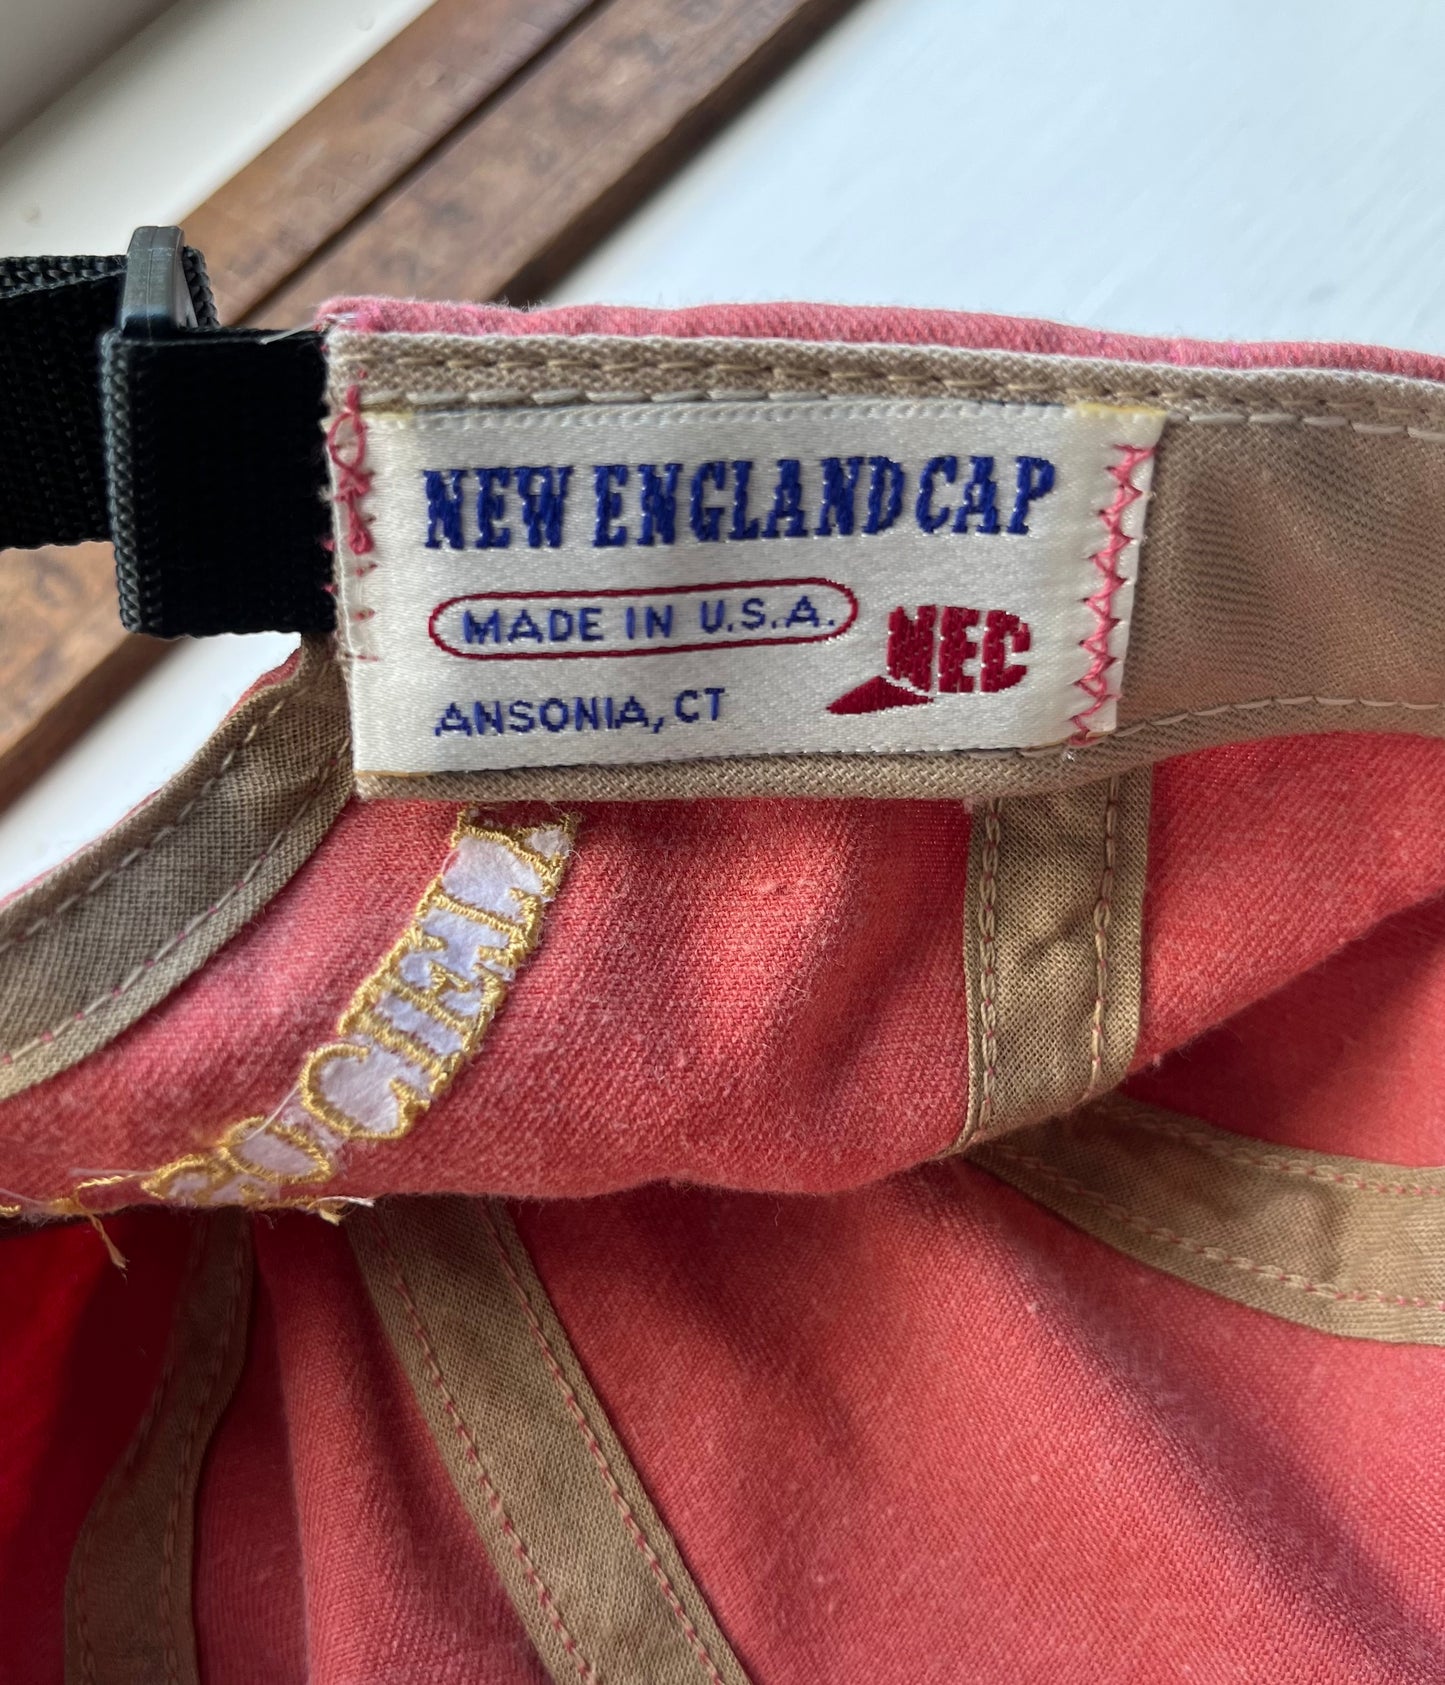 NEW ENGLAND CAP
MADE IN U.S.A.
NEC
ANSONIA, CT